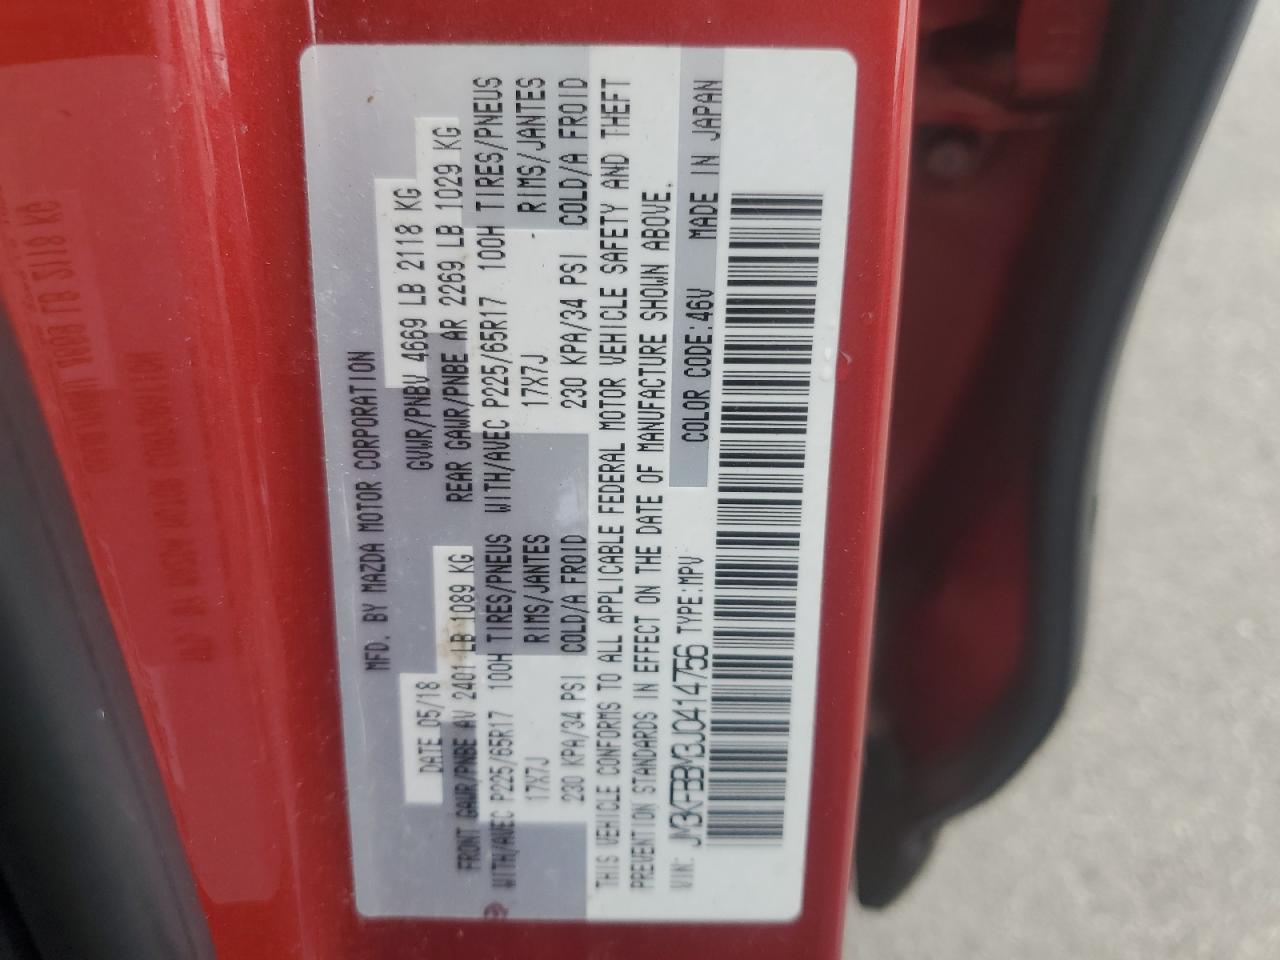 MFD. BY MAZDA MOTOR CORPORATION
DATE 05/18 GVWR/PNBV 4669 LB 2118 KG
FRONT GAWR/PNBE AV 2401 LB 1089 KG REAR GAWR/PNBE AR 2269 LB 1029 KG
WITH/AVEC P225/65R17 100H TIRES/PNEUS WITH/AVEC P225/65R17 100H TIRES/PNEUS
17X7J RIMS/JANTES 17X7J RIMS/JANTES
230 KPA/34 PSI COLD/A FROID 230 KPA/34 PSI COLD/A FROID
THIS VEHICLE CONFORMS TO ALL APPLICABLE FEDERAL MOTOR VEHICLE SAFETY AND THEFT
PREVENTION STANDARDS IN EFFECT ON THE DATE OF MANUFACTURE SHOWN ABOVE.
VIN: JM3KFBBM3J0414756 TYPE:MPV COLOR CODE:46V MADE IN JAPAN